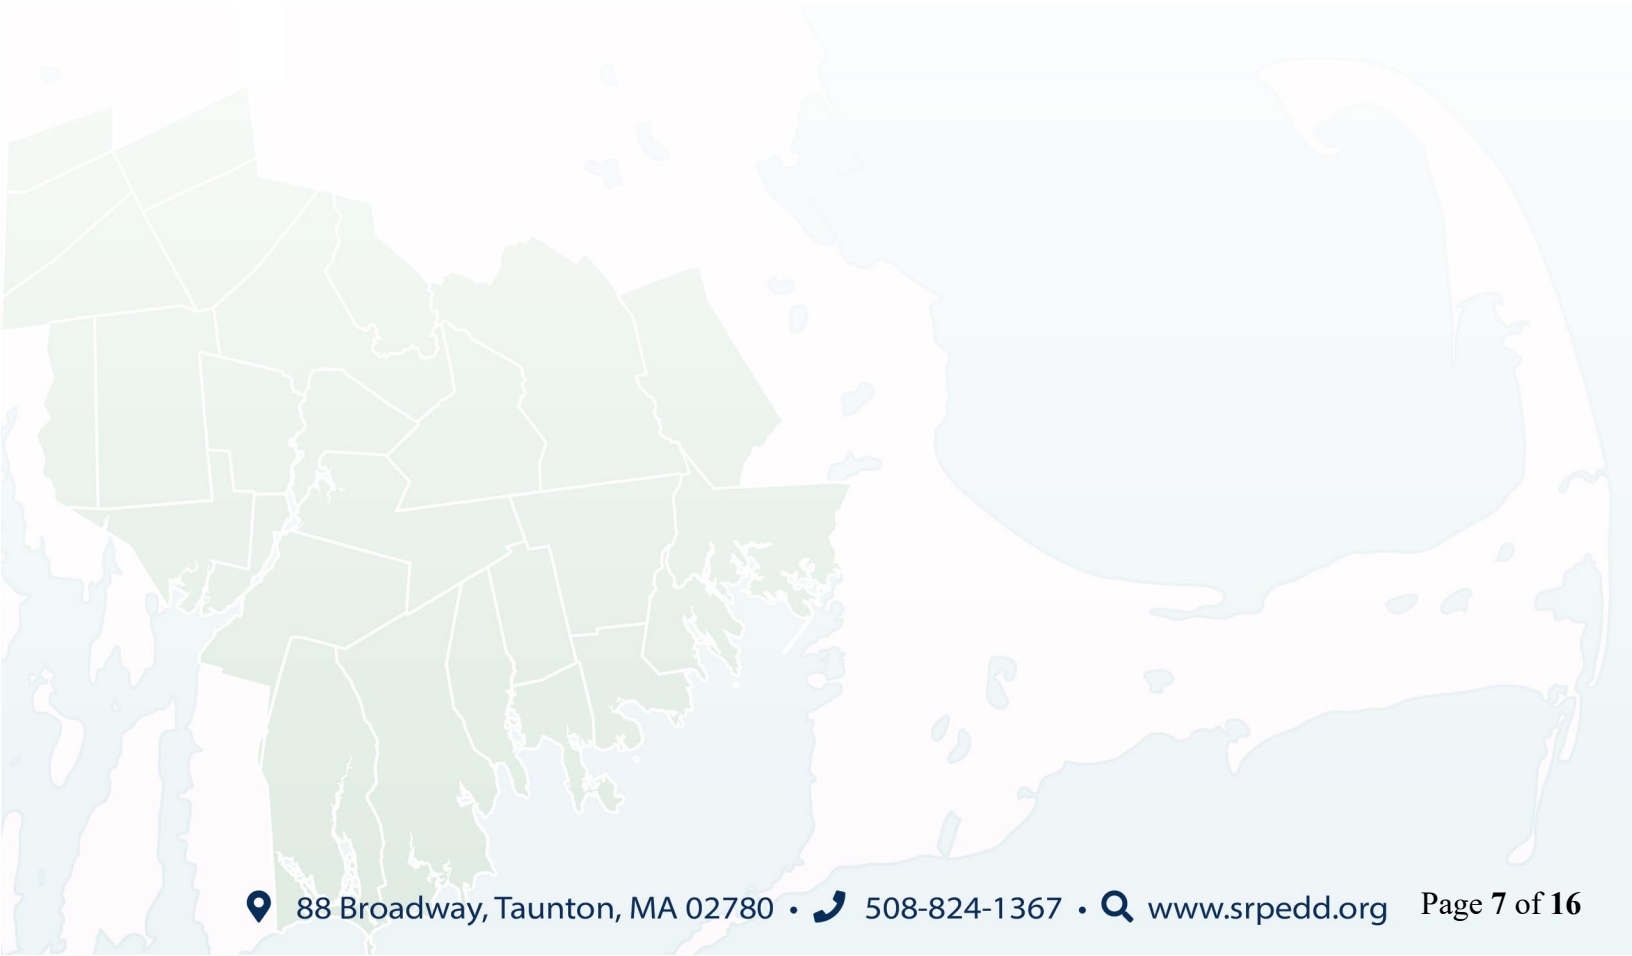 88 Broadway, Taunton, MA 02780 • 508-824-1367 • www.srpedd.org Page 7 of 16